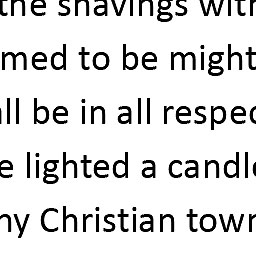 the shavings with
med to be might
all be in all respec
e lighted a candle
ny Christian town